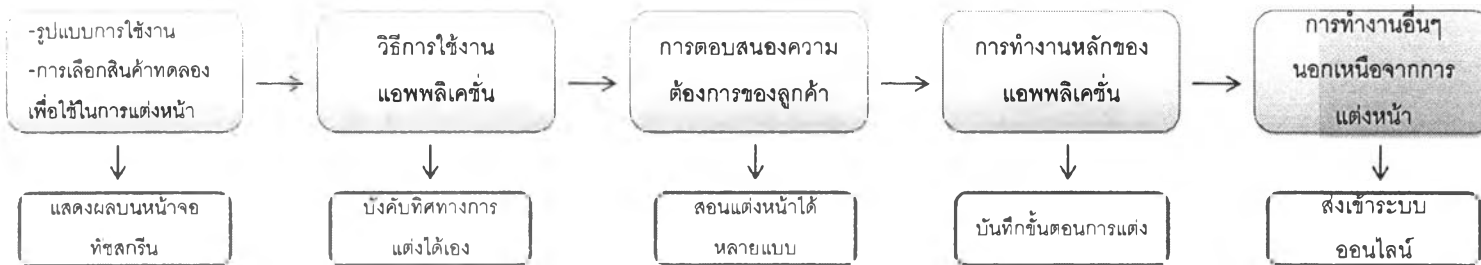 -รูปแบบการใช้งาน
-การเลือกสินค้าทดลอง
เพื่อใช้ในการแต่งหน้า
วิธีการใช้งาน
แอพพลิเคชั่น
การตอบสนองความ
ต้องการของลูกค้า
การทำงานหลักของ
แอพพลิเคชั่น
การทำงานอื่นๆ
นอกเหนือจากการ
แต่งหน้า
แสดงผลบนหน้าจอ
ทัชสกรีน
บังคับทิศทางการ
แต่งได้เอง
สอนแต่งหน้าได้
หลายแบบ
บันทึกขั้นตอนการแต่ง
ส่งเข้าระบบ
ออนไลน์